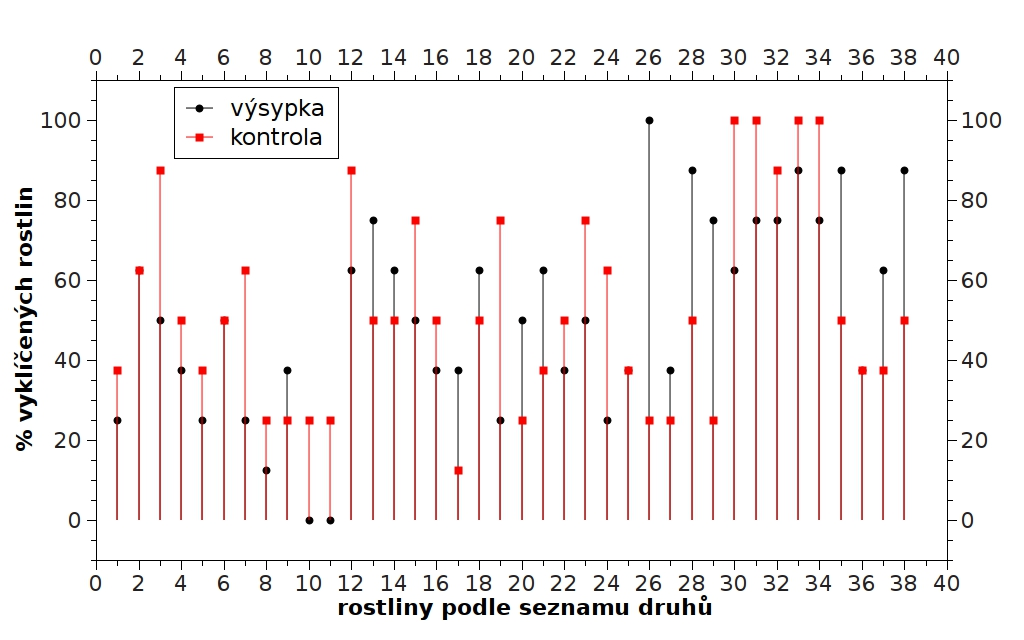 0 2 4 6 8 10 12 14 16 18 20 22 24 26 28 30 32 34 36 38 40
výsypka
kontrola
100 100
80 80
60 60
40 40
20 20
0 0
% vyklíčených rostlin
0 2 4 6 8 10 12 14 16 18 20 22 24 26 28 30 32 34 36 38 40
rostliny podle seznamu druhů